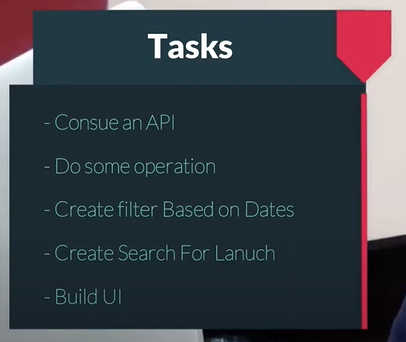 Tasks
- Consue an API
- Do some operation
- Create filter Based on Dates
- Create Search For Lanuch
- Build UI